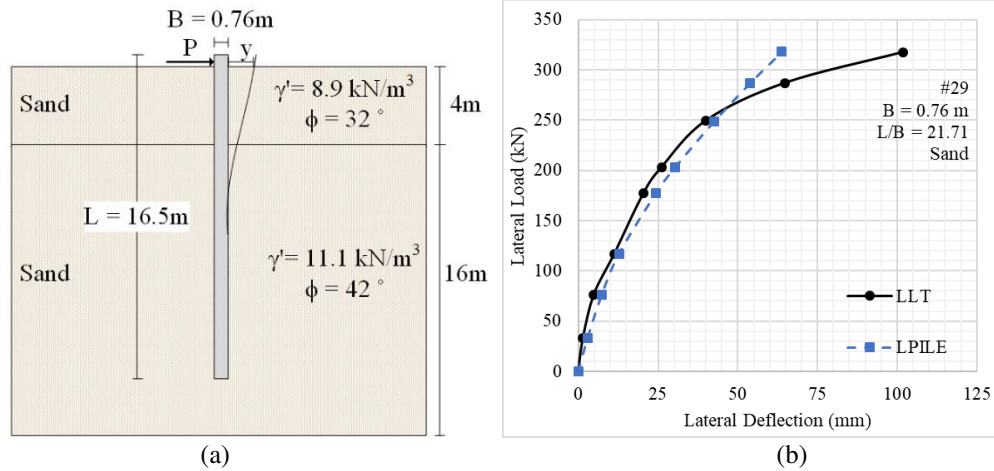 B = 0.76m
P
y
Sand
γ'= 8.9 kN/m³
ϕ = 32 °
4m
L = 16.5m
Sand
γ'= 11.1 kN/m³
ϕ = 42 °
16m
(a)
350
300
250
200
150
100
50
0
Lateral Load (kN)
#29
B = 0.76 m
L/B = 21.71
Sand
LLT
LPILE
0
25
50
75
100
125
Lateral Deflection (mm)
(b)